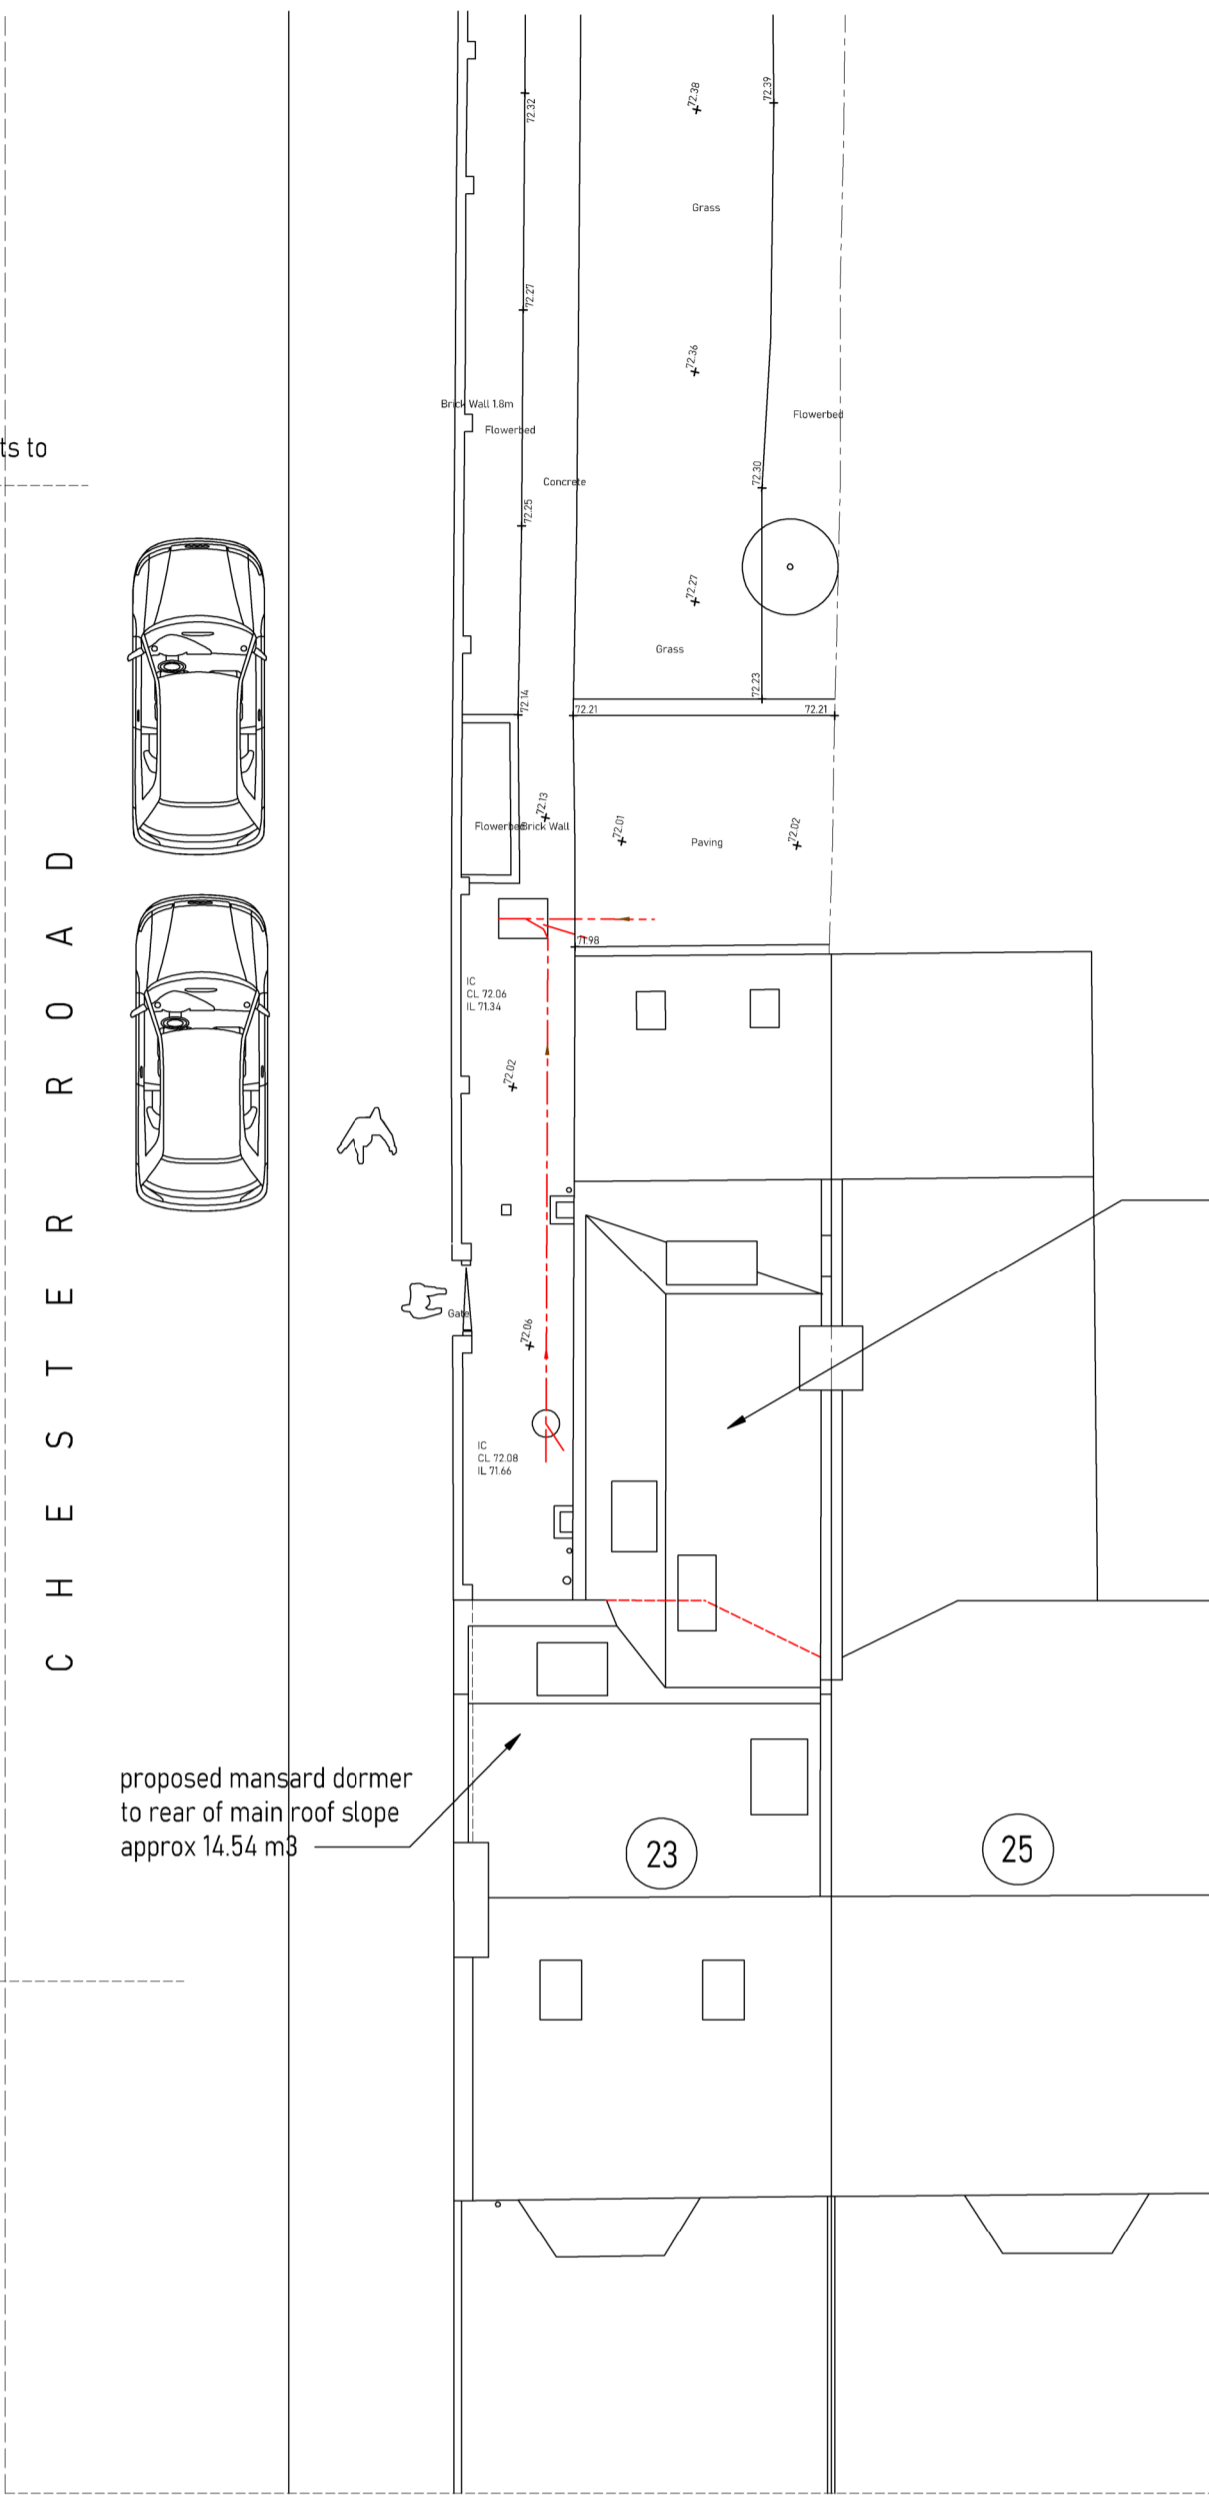 72.39
72.38
72.32
Grass
72.27
72.36
Brick Wall 1.8m
Flowerbed
Flowerbed
ts to
72.30
Concrete
72.25
72.27
Grass
72.23
72.14
72.21
72.21
72.13
72.01
72.02
Flowerbed
Brick Wall
Paving
71.98
IC
CL 72.06
IL 71.34
72.02
CHESTER ROAD
Gate
72.06
IC
CL 72.08
IL 71.66
proposed mansard dormer
to rear of main roof slope
approx 14.54 m3
23
25